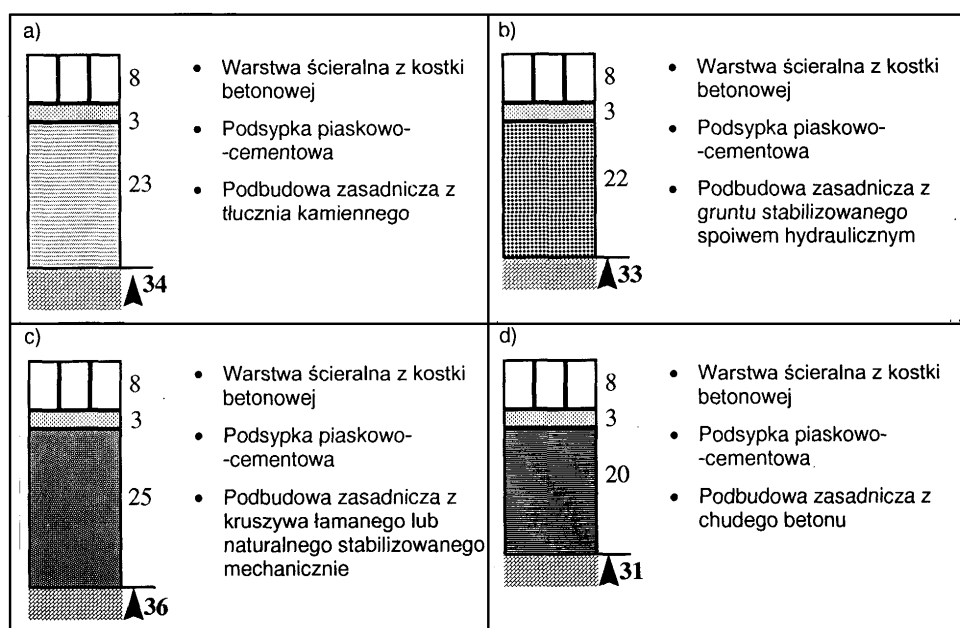 a)
8
3
23
34
• Warstwa ścieralna z kostki
betonowej
• Podsypka piaskowo-
-cementowa
• Podbudowa zasadnicza z
tłucznia kamiennego
b)
8
3
22
33
• Warstwa ścieralna z kostki
betonowej
• Podsypka piaskowo-
-cementowa
• Podbudowa zasadnicza z
gruntu stabilizowanego
spoiwem hydraulicznym
c)
8
3
25
36
• Warstwa ścieralna z kostki
betonowej
• Podsypka piaskowo-
-cementowa
• Podbudowa zasadnicza z
kruszywa łamanego lub
naturalnego stabilizowanego
mechanicznie
d)
8
3
20
31
• Warstwa ścieralna z kostki
betonowej
• Podsypka piaskowo-
-cementowa
• Podbudowa zasadnicza z
chudego betonu